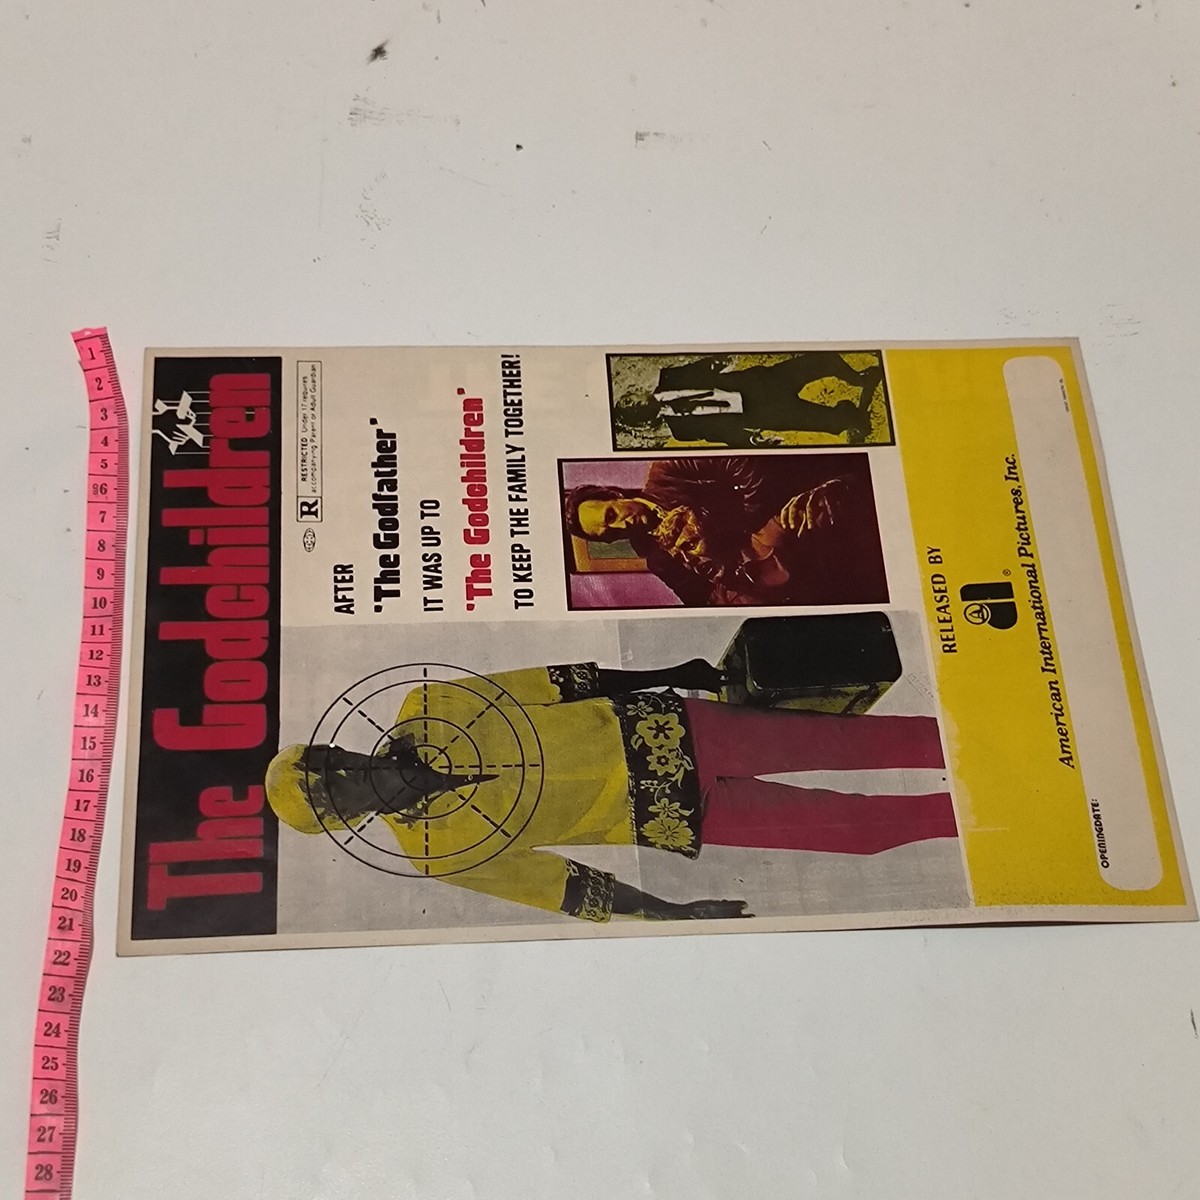 The Godchildren
R
RESTRICTED Under 17 requires
accompanying Parent or Adult Guardian
AFTER
'The Godfather'
IT WAS UP TO
'The Godchildren'
TO KEEP THE FAMILY TOGETHER!
RELEASED BY
®
American International Pictures, Inc.
OPENING DATE:
1
2
3
4
5
6
7
8
9
10
11
12
13
14
15
16
17
18
19
20
21
22
23
24
25
26
27
28